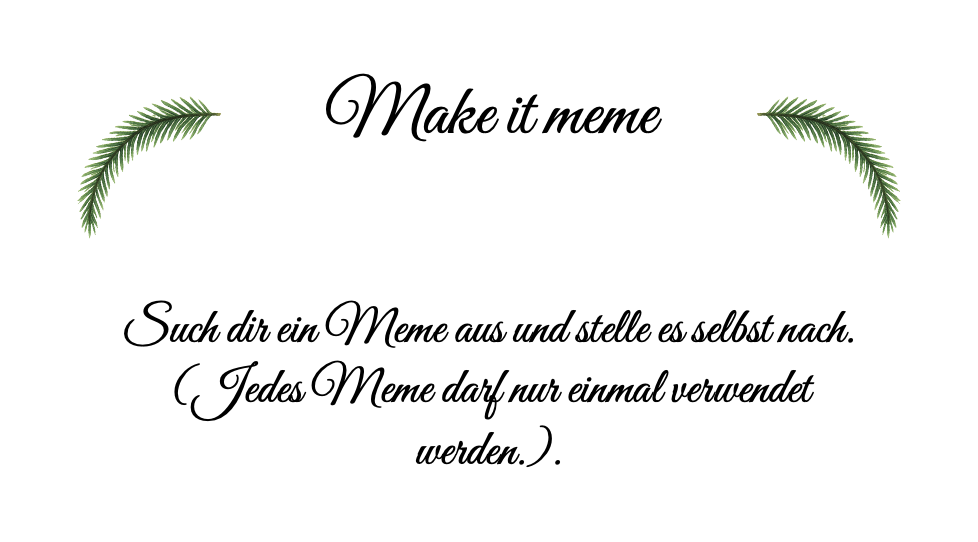 Make it meme
Such dir ein Meme aus und stelle es selbst nach.
(Jedes Meme darf nur einmal verwendet
werden.).